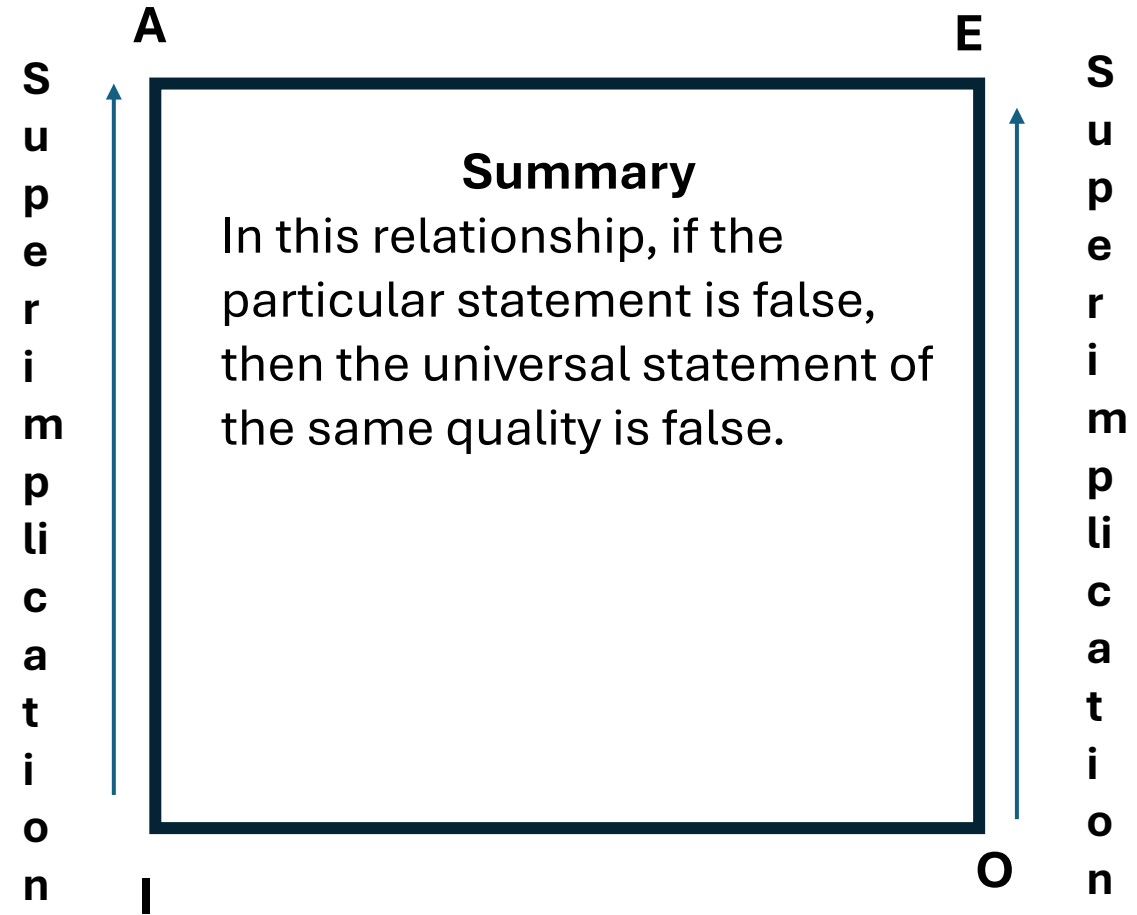 A
E
Superimplication
Summary
In this relationship, if the
particular statement is false,
then the universal statement of
the same quality is false.
Superimplication
I
O